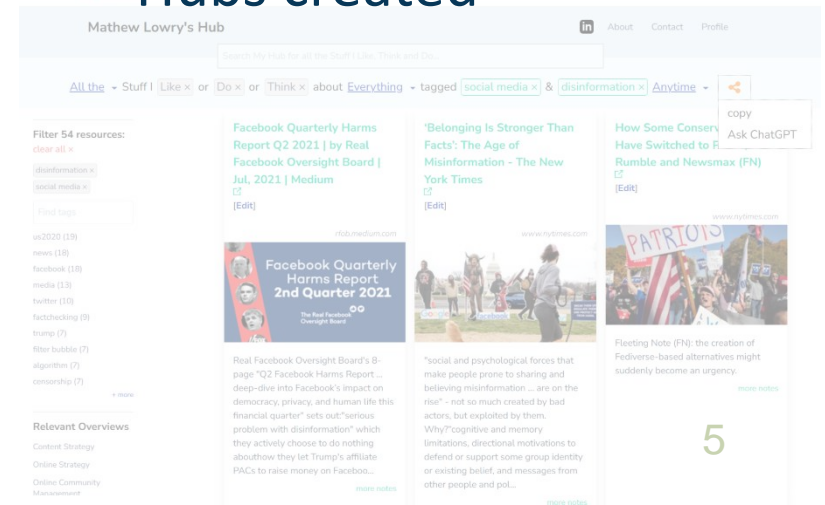 Hubs created
Mathew Lowry's Hub
in About Contact Profile
Search My Hub for all the Stuff I Like, Think and Do...
All the Stuff I Like × or Do × or Think × about Everything tagged social media × & disinformation × Anytime
copy
Ask ChatGPT
Filter 54 resources:
clear all ×
disinformation ×
social media ×
Find tags
us2020 (19)
news (18)
facebook (18)
media (13)
twitter (10)
factchecking (9)
trump (7)
filter bubble (7)
algorithm (7)
censorship (7)
+ more
Relevant Overviews
Content Strategy
Online Strategy
Online Community
Management
Facebook Quarterly Harms
Report Q2 2021 | by Real
Facebook Oversight Board |
Jul, 2021 | Medium
[Edit]
rfob.medium.com
Facebook Quarterly
Harms Report
2nd Quarter 2021
The Real Facebook
Oversight Board
Real Facebook Oversight Board's 8-
page "Q2 Facebook Harms Report ...
deep-dive into Facebook's impact on
democracy, privacy, and human life this
financial quarter" sets out:"serious
problem with disinformation" which
they actively choose to do nothing
abouthow they let Trump's affiliate
PACs to raise money on Faceboo...
more notes
'Belonging Is Stronger Than
Facts': The Age of
Misinformation - The New
York Times
[Edit]
www.nytimes.com
"social and psychological forces that
make people prone to sharing and
believing misinformation ... are on the
rise" - not so much created by bad
actors, but exploited by them.
Why?"cognitive and memory
limitations, directional motivations to
defend or support some group identity
or existing belief, and messages from
other people and pol...
more notes
How Some Conserv
Have Switched to
Rumble and Newsmax (FN)
[Edit]
www.nytimes.com
PATRIOTS
Fleeting Note (FN): the creation of
Fediverse-based alternatives might
suddenly become an urgency.
more notes
5